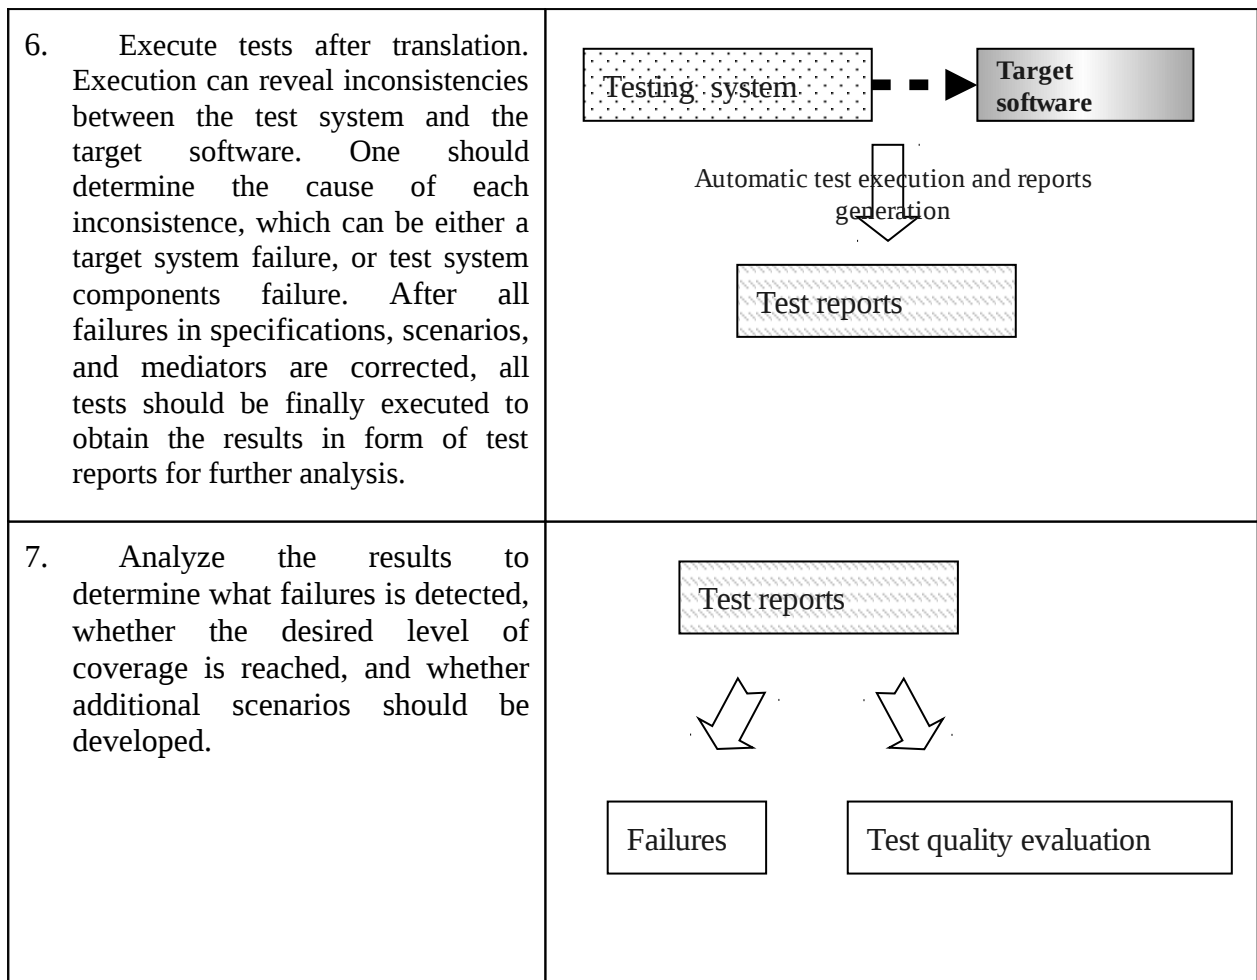 6. Execute tests after translation.
Execution can reveal inconsistencies
between the test system and the
target software. One should
determine the cause of each
inconsistence, which can be either a
target system failure, or test system
components failure. After all
failures in specifications, scenarios,
and mediators are corrected, all
tests should be finally executed to
obtain the results in form of test
reports for further analysis.
Testing system
Target
software
Automatic test execution and reports
generation
Test reports
7. Analyze the results to
determine what failures is detected,
whether the desired level of
coverage is reached, and whether
additional scenarios should be
developed.
Test reports
Failures
Test quality evaluation